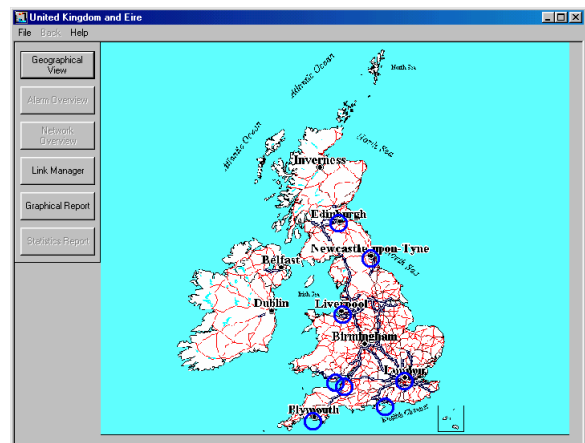 United Kingdom and Eire
File Back Help
Geographical
View
Alarm Overview
Network
Overview
Link Manager
Graphical Report
Statistics Report
Atlantic Ocean
North Sea
Atlantic Ocean
North Sea
Inverness
Edinburgh
Newcastle-upon-Tyne
North Sea
Belfast
Irish Sea
Dublin
Liverpool
Birmingham
London
Plymouth
English Channel